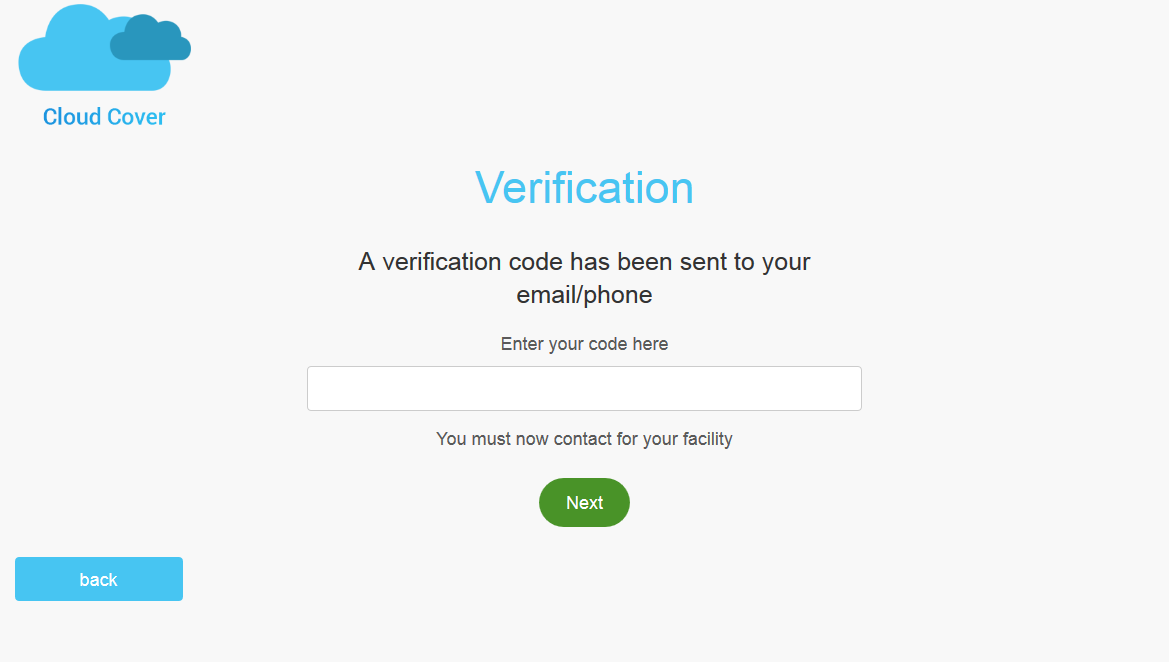 Cloud Cover
Verification
A verification code has been sent to your
email/phone
Enter your code here
You must now contact for your facility
Next
back